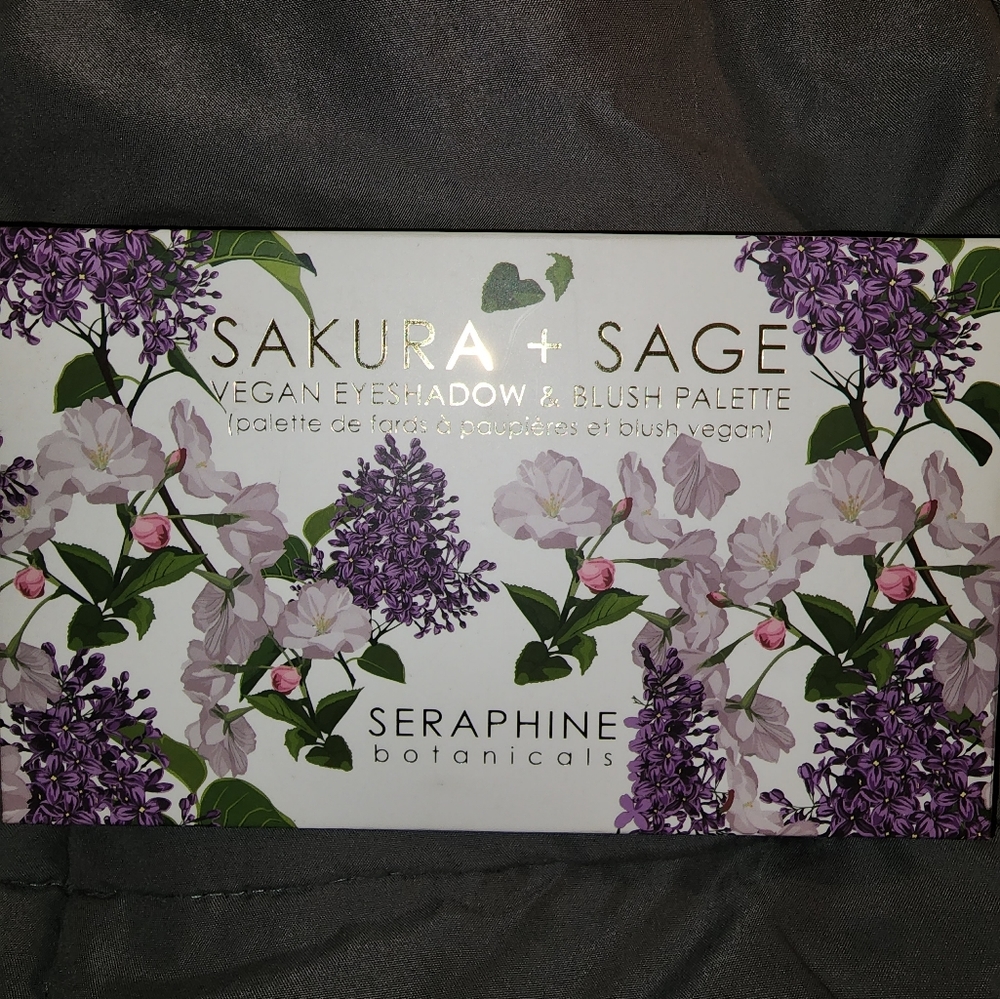 SAKURA + SAGE
VEGAN EYESHADOW & BLUSH PALETTE
(palette de fards à paupières et blush vegan)
SERAPHINE
botanicals